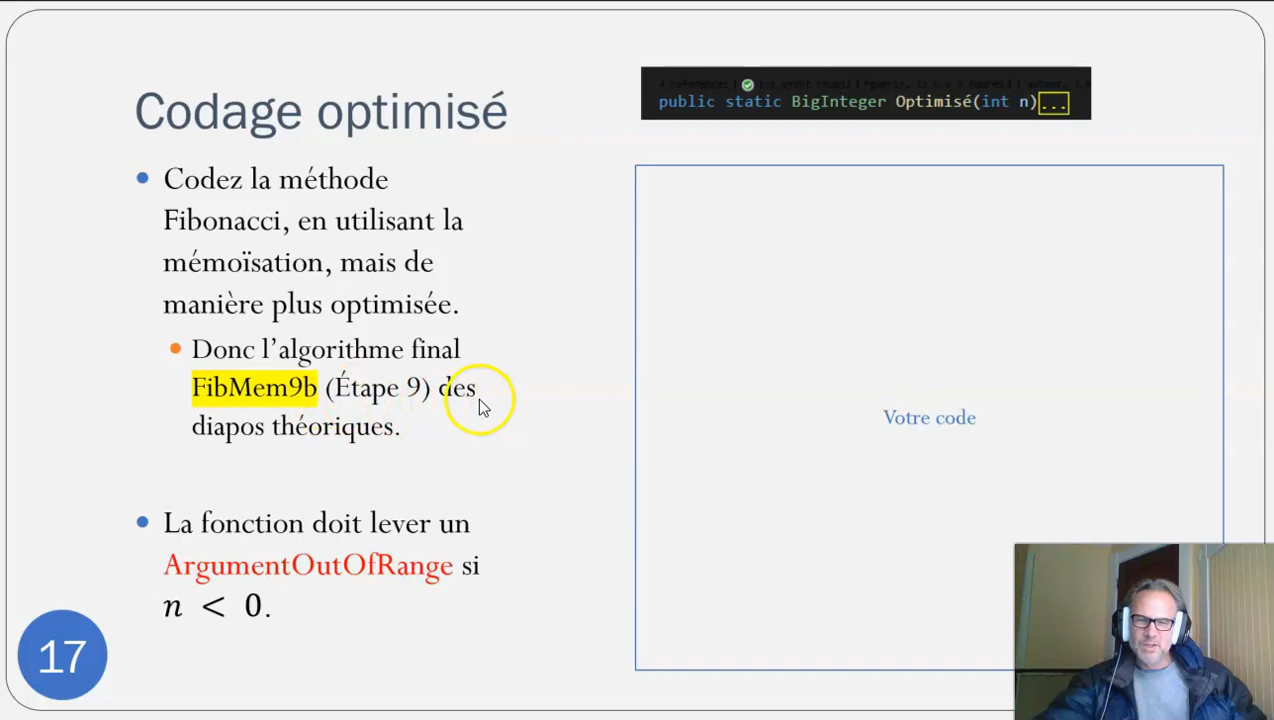 Codage optimisé
public static BigInteger Optimisé(int n)...
Codez la méthode
Fibonacci, en utilisant la
mémoïsation, mais de
manière plus optimisée.
Donc l’algorithme final
FibMem9b (Étape 9) des
diapos théoriques.
La fonction doit lever un
ArgumentOutOfRange si
n < 0.
Votre code
17